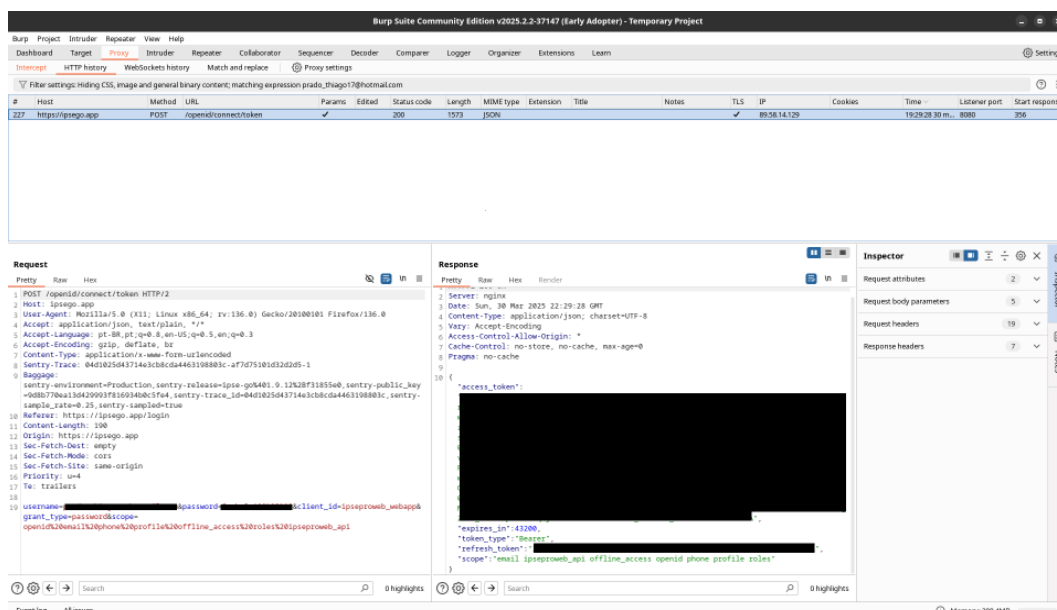 Burp Suite Community Edition v2025.2.2-37147 (Early Adopter) - Temporary Project
Burp Project Intruder Repeater View Help
Dashboard Target Proxy Intruder Repeater Collaborator Sequencer Decoder Comparer Logger Organizer Extensions Learn Setting
Intercept HTTP history WebSockets history Match and replace Proxy settings
Filter settings: Hiding CSS, image and general binary content; matching expression prado_thiago17@hotmail.com
# Host Method URL Params Edited Status code Length MIME type Extension Title Notes TLS IP Cookies Time Listener port Start respon
227 https://ipsego.app POST /openid/connect/token ✓ 200 1573 JSON ✓ 89.58.14.129 19:29:28 30 m... 8080 356
Request
Pretty Raw Hex
1 POST /openid/connect/token HTTP/2
2 Host: ipsego.app
3 User-Agent: Mozilla/5.0 (X11; Linux x86_64; rv:136.0) Gecko/20100101 Firefox/136.0
4 Accept: application/json, text/plain, */*
5 Accept-Language: pt-BR,pt;q=0.8,en-US;q=0.5,en;q=0.3
6 Accept-Encoding: gzip, deflate, br
7 Content-Type: application/x-www-form-urlencoded
8 Sentry-Trace: 04d1025d43714e3cb8cda4463198803c-af7d75101d32d2d5-1
9 Baggage:
sentry-environment=Production,sentry-release=ipse-go%401.9.12%28f31855e0,sentry-public_key
=9d8b770ea13d429993f816934b0c5fe4,sentry-trace_id=04d1025d43714e3cb8cda4463198803c,sentry-
sample_rate=0.25,sentry-sampled=true
10 Referer: https://ipsego.app/login
11 Content-Length: 190
12 Origin: https://ipsego.app
13 Sec-Fetch-Dest: empty
14 Sec-Fetch-Mode: cors
15 Sec-Fetch-Site: same-origin
16 Priority: u=4
17 Te: trailers
18
19 username= &password= &client_id=ipseproweb_webapp&
grant_type=password&scope=
openid%20email%20phone%20profile%20offline_access%20roles%20ipseproweb_api
Search 0 highlights
Response
Pretty Raw Hex Render
2 Server: nginx
3 Date: Sun, 30 Mar 2025 22:29:28 GMT
4 Content-Type: application/json; charset=UTF-8
5 Vary: Accept-Encoding
6 Access-Control-Allow-Origin: *
7 Cache-Control: no-store, no-cache, max-age=0
8 Pragma: no-cache
9
10 {
"access_token":
",
"expires_in":43200,
"token_type":"Bearer",
"refresh_token":" ",
"scope":"email ipseproweb_api offline_access openid phone profile roles"
}
Search 0 highlights
Inspector
Request attributes 2
Request body parameters 5
Request headers 19
Response headers 7